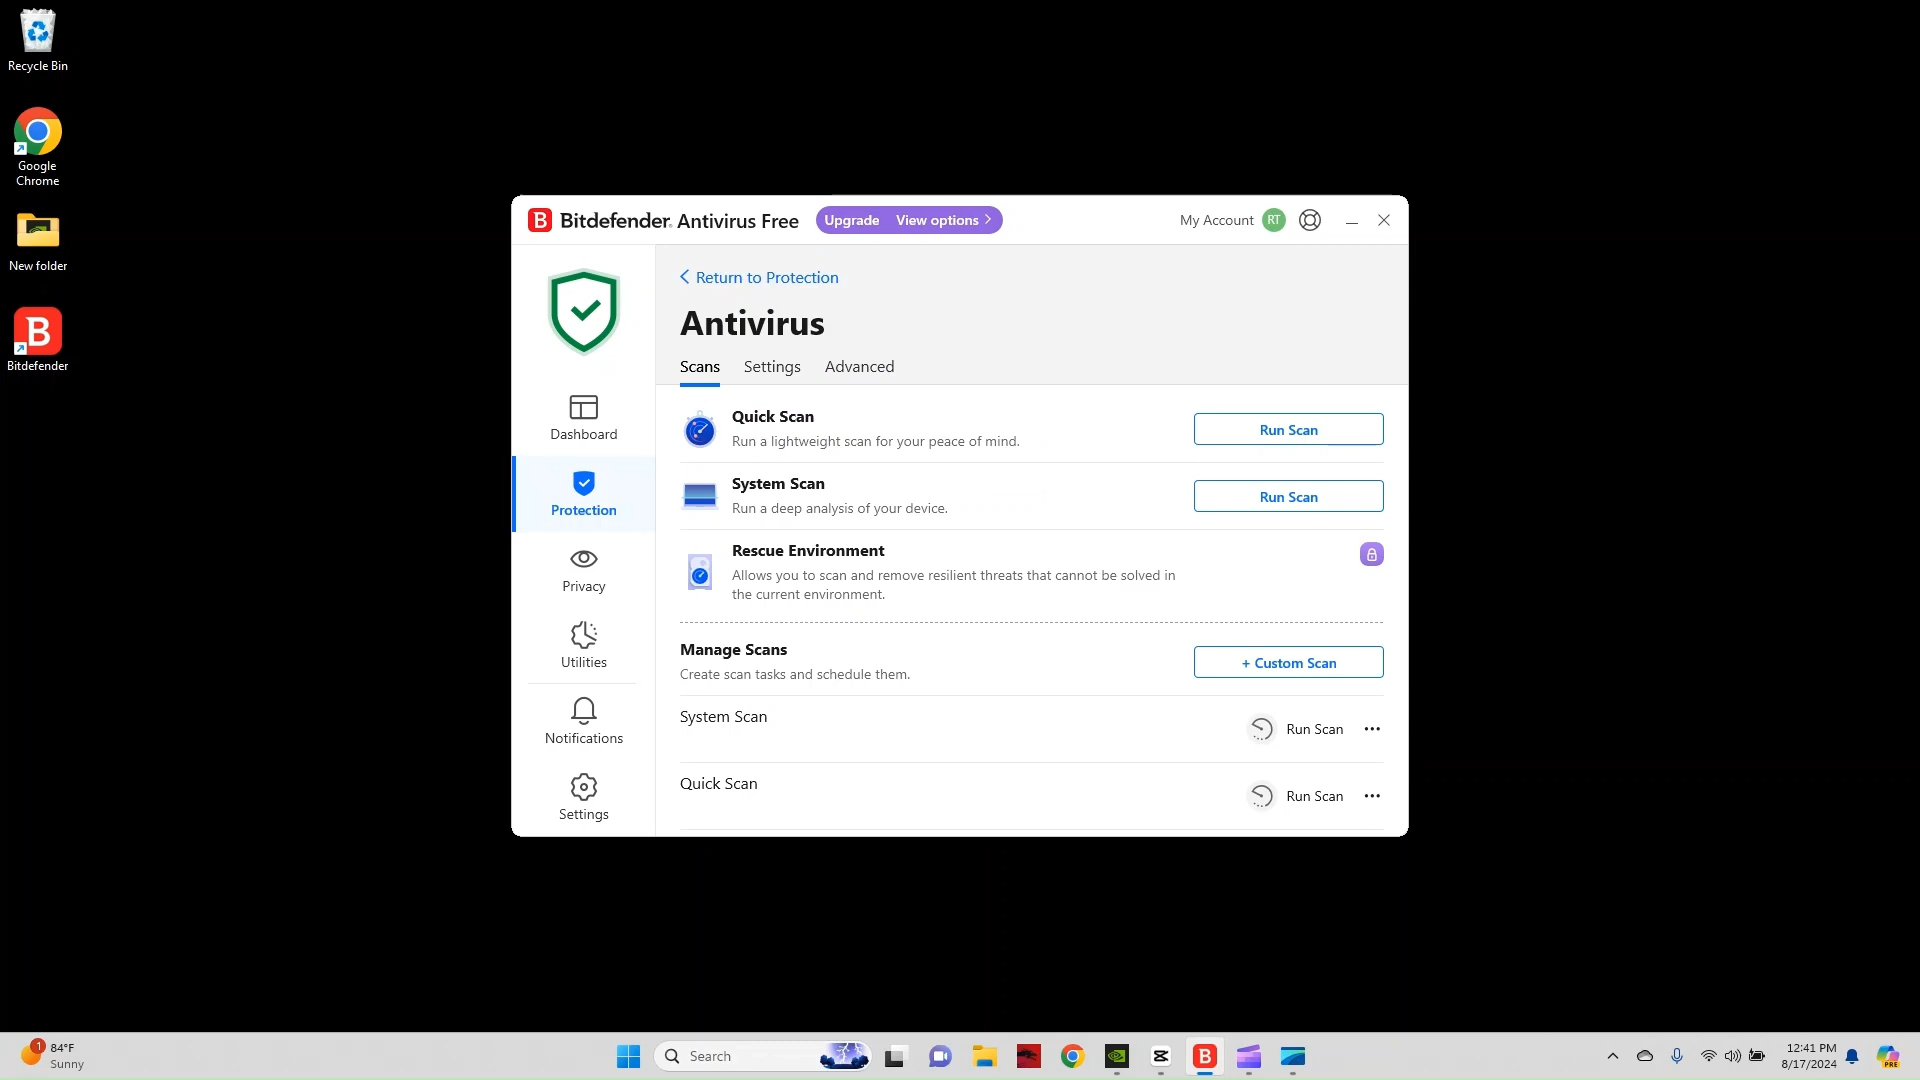 Recycle Bin
Google
Chrome
New folder
Bitdefender
B Bitdefender Antivirus Free
Upgrade View options
My Account RT
Return to Protection
Antivirus
Scans Settings Advanced
Dashboard
Protection
Privacy
Utilities
Notifications
Settings
Quick Scan
Run a lightweight scan for your peace of mind.
Run Scan
System Scan
Run a deep analysis of your device.
Run Scan
Rescue Environment
Allows you to scan and remove resilient threats that cannot be solved in
the current environment.
Manage Scans
Create scan tasks and schedule them.
+ Custom Scan
System Scan
Run Scan
Quick Scan
Run Scan
1
84°F
Sunny
Search
B
12:41 PM
8/17/2024
PRE